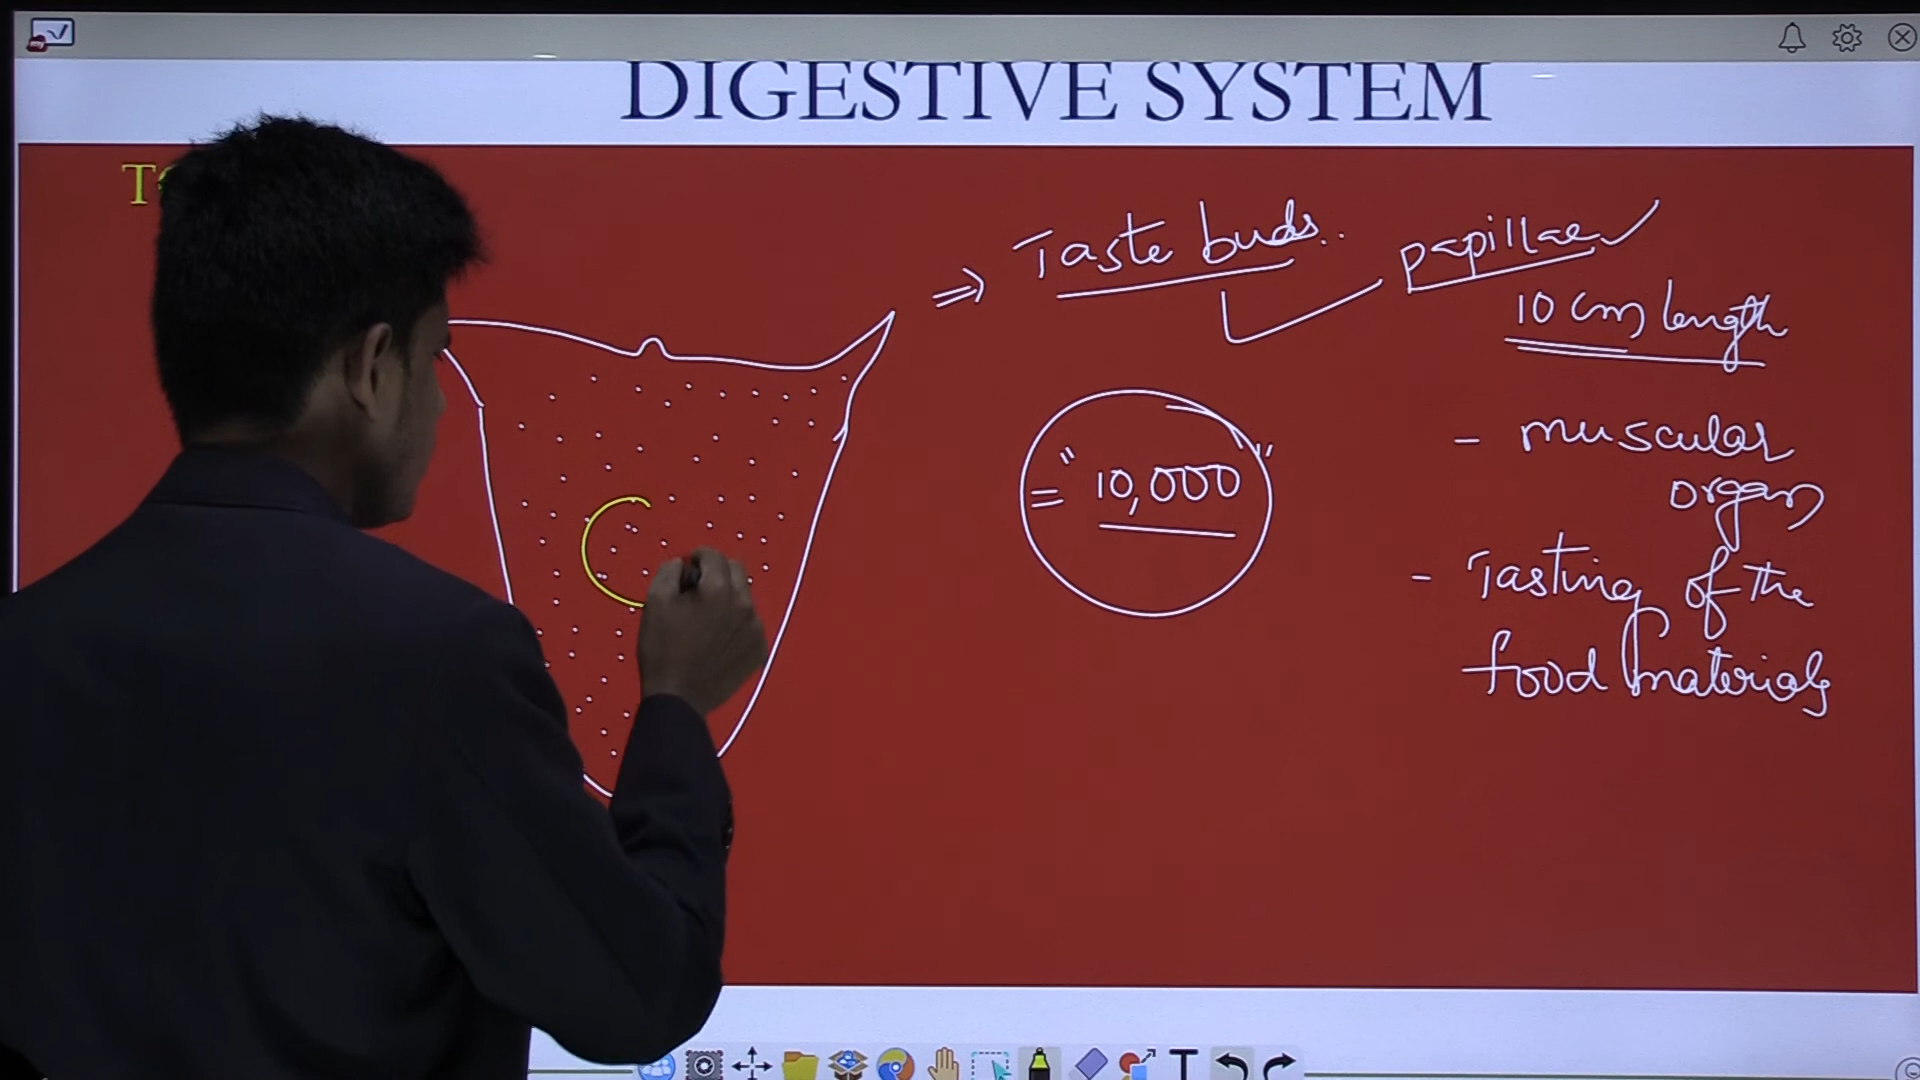 DIGESTIVE SYSTEM
Taste buds..
papillae
10 cm length
= "10,000"
- muscular
organ
- Tasting of the
food materials